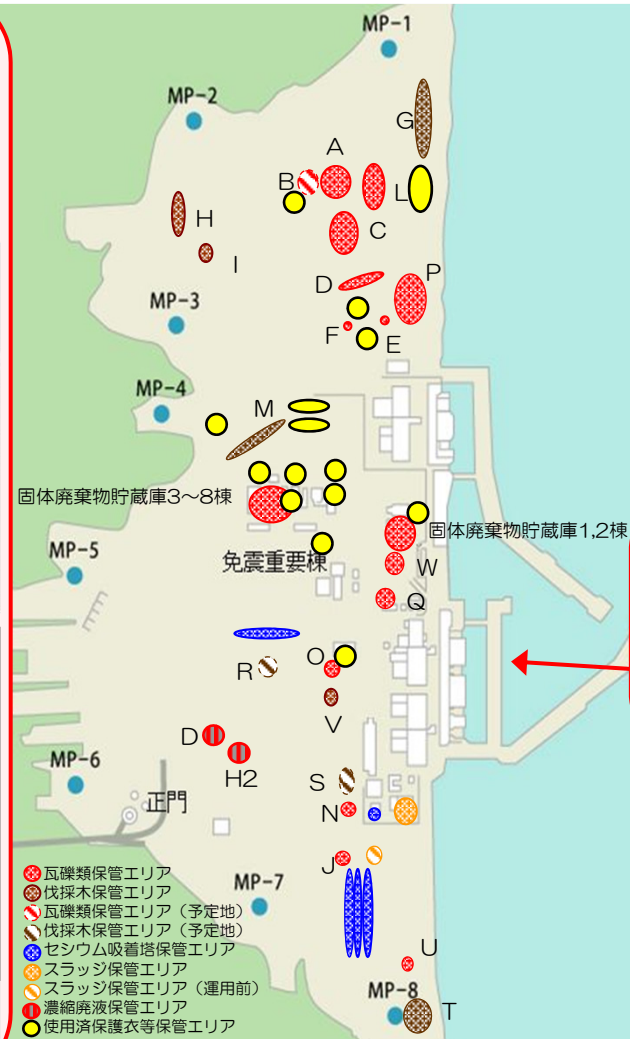 MP-1
MP-2
G
A
B
L
H
C
I
D
P
MP-3
F
E
MP-4
M
固体廃棄物貯蔵庫3～8棟
固体廃棄物貯蔵庫1,2棟
MP-5
免震重要棟
W
Q
O
R
V
D
MP-6
H2
S
正門
N
J
瓦礫類保管エリア
伐採木保管エリア
MP-7
瓦礫類保管エリア（予定地）
伐採木保管エリア（予定地）
セシウム吸着塔保管エリア
U
スラッジ保管エリア
スラッジ保管エリア（運用前）
MP-8
濃縮廃液保管エリア
T
使用済保護衣等保管エリア